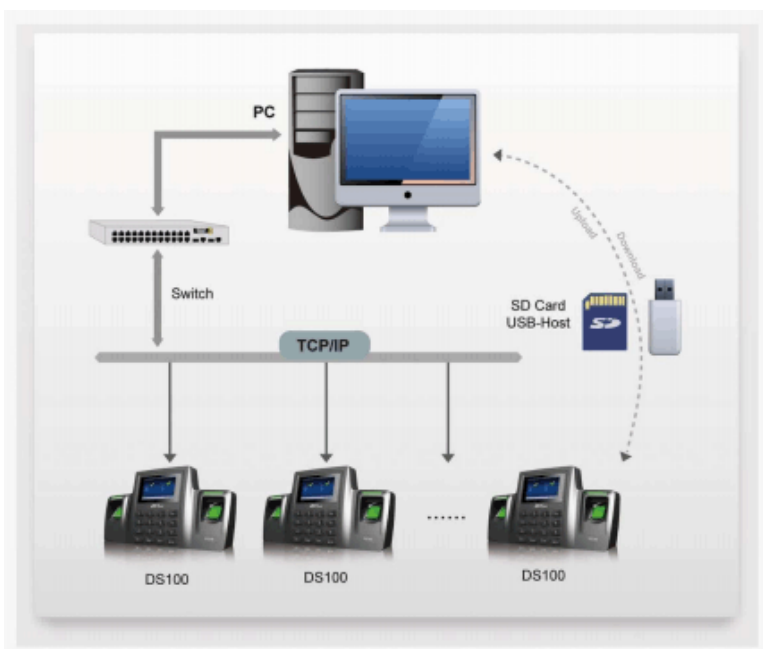 PC
Switch
Upload
Download
SD Card
USB-Host
TCP/IP
......
DS100
DS100
DS100